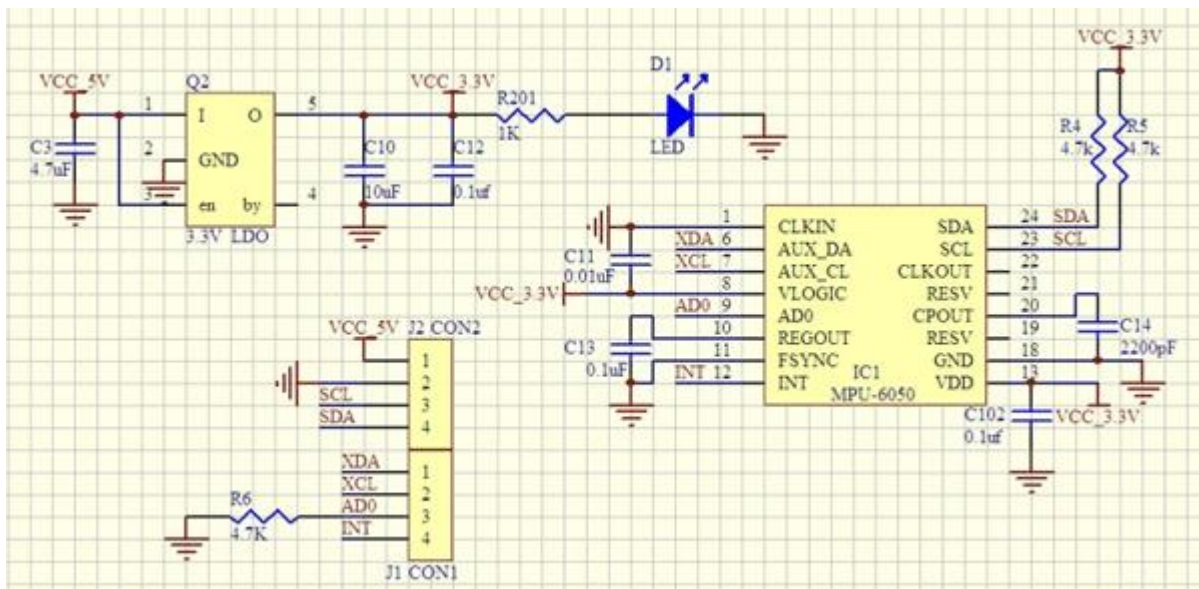 VCC_5V
Q2
1
I
O
5
C3
4.7uF
2
GND
3
en
by
4
3.3V LDO
VCC_3.3V
C10
10uF
C12
0.1uf
R201
1K
D1
LED
VCC_3.3V
R4
4.7k
R5
4.7k
1
CLKIN
SDA
24
SDA
XDA
6
AUX_DA
SCL
23
SCL
XCL
7
AUX_CL
CLKOUT
22
C11
0.01uF
VCC_3.3V
8
VLOGIC
RESV
21
AD0
9
AD0
CPOUT
20
10
REGOUT
RESV
19
C13
0.1uF
11
FSYNC
GND
18
INT
12
INT
VDD
13
IC1
MPU-6050
C14
2200pF
C102
0.1uf
VCC_3.3V
VCC_5V
J2 CON2
1
2
SCL
3
SDA
4
XDA
1
XCL
2
R6
4.7K
AD0
3
INT
4
J1 CON1